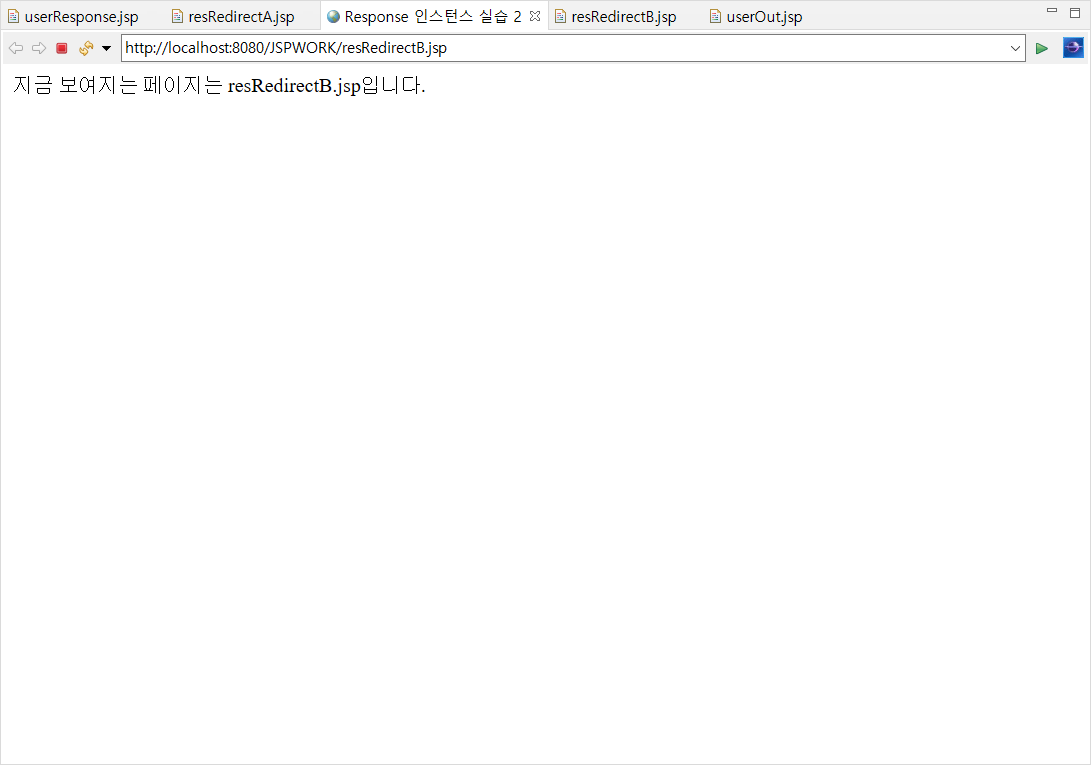 userResponse.jsp resRedirectA.jsp Response 인스턴스 실습 2 resRedirectB.jsp userOut.jsp
http://localhost:8080/JSPWORK/resRedirectB.jsp
지금 보여지는 페이지는 resRedirectB.jsp입니다.